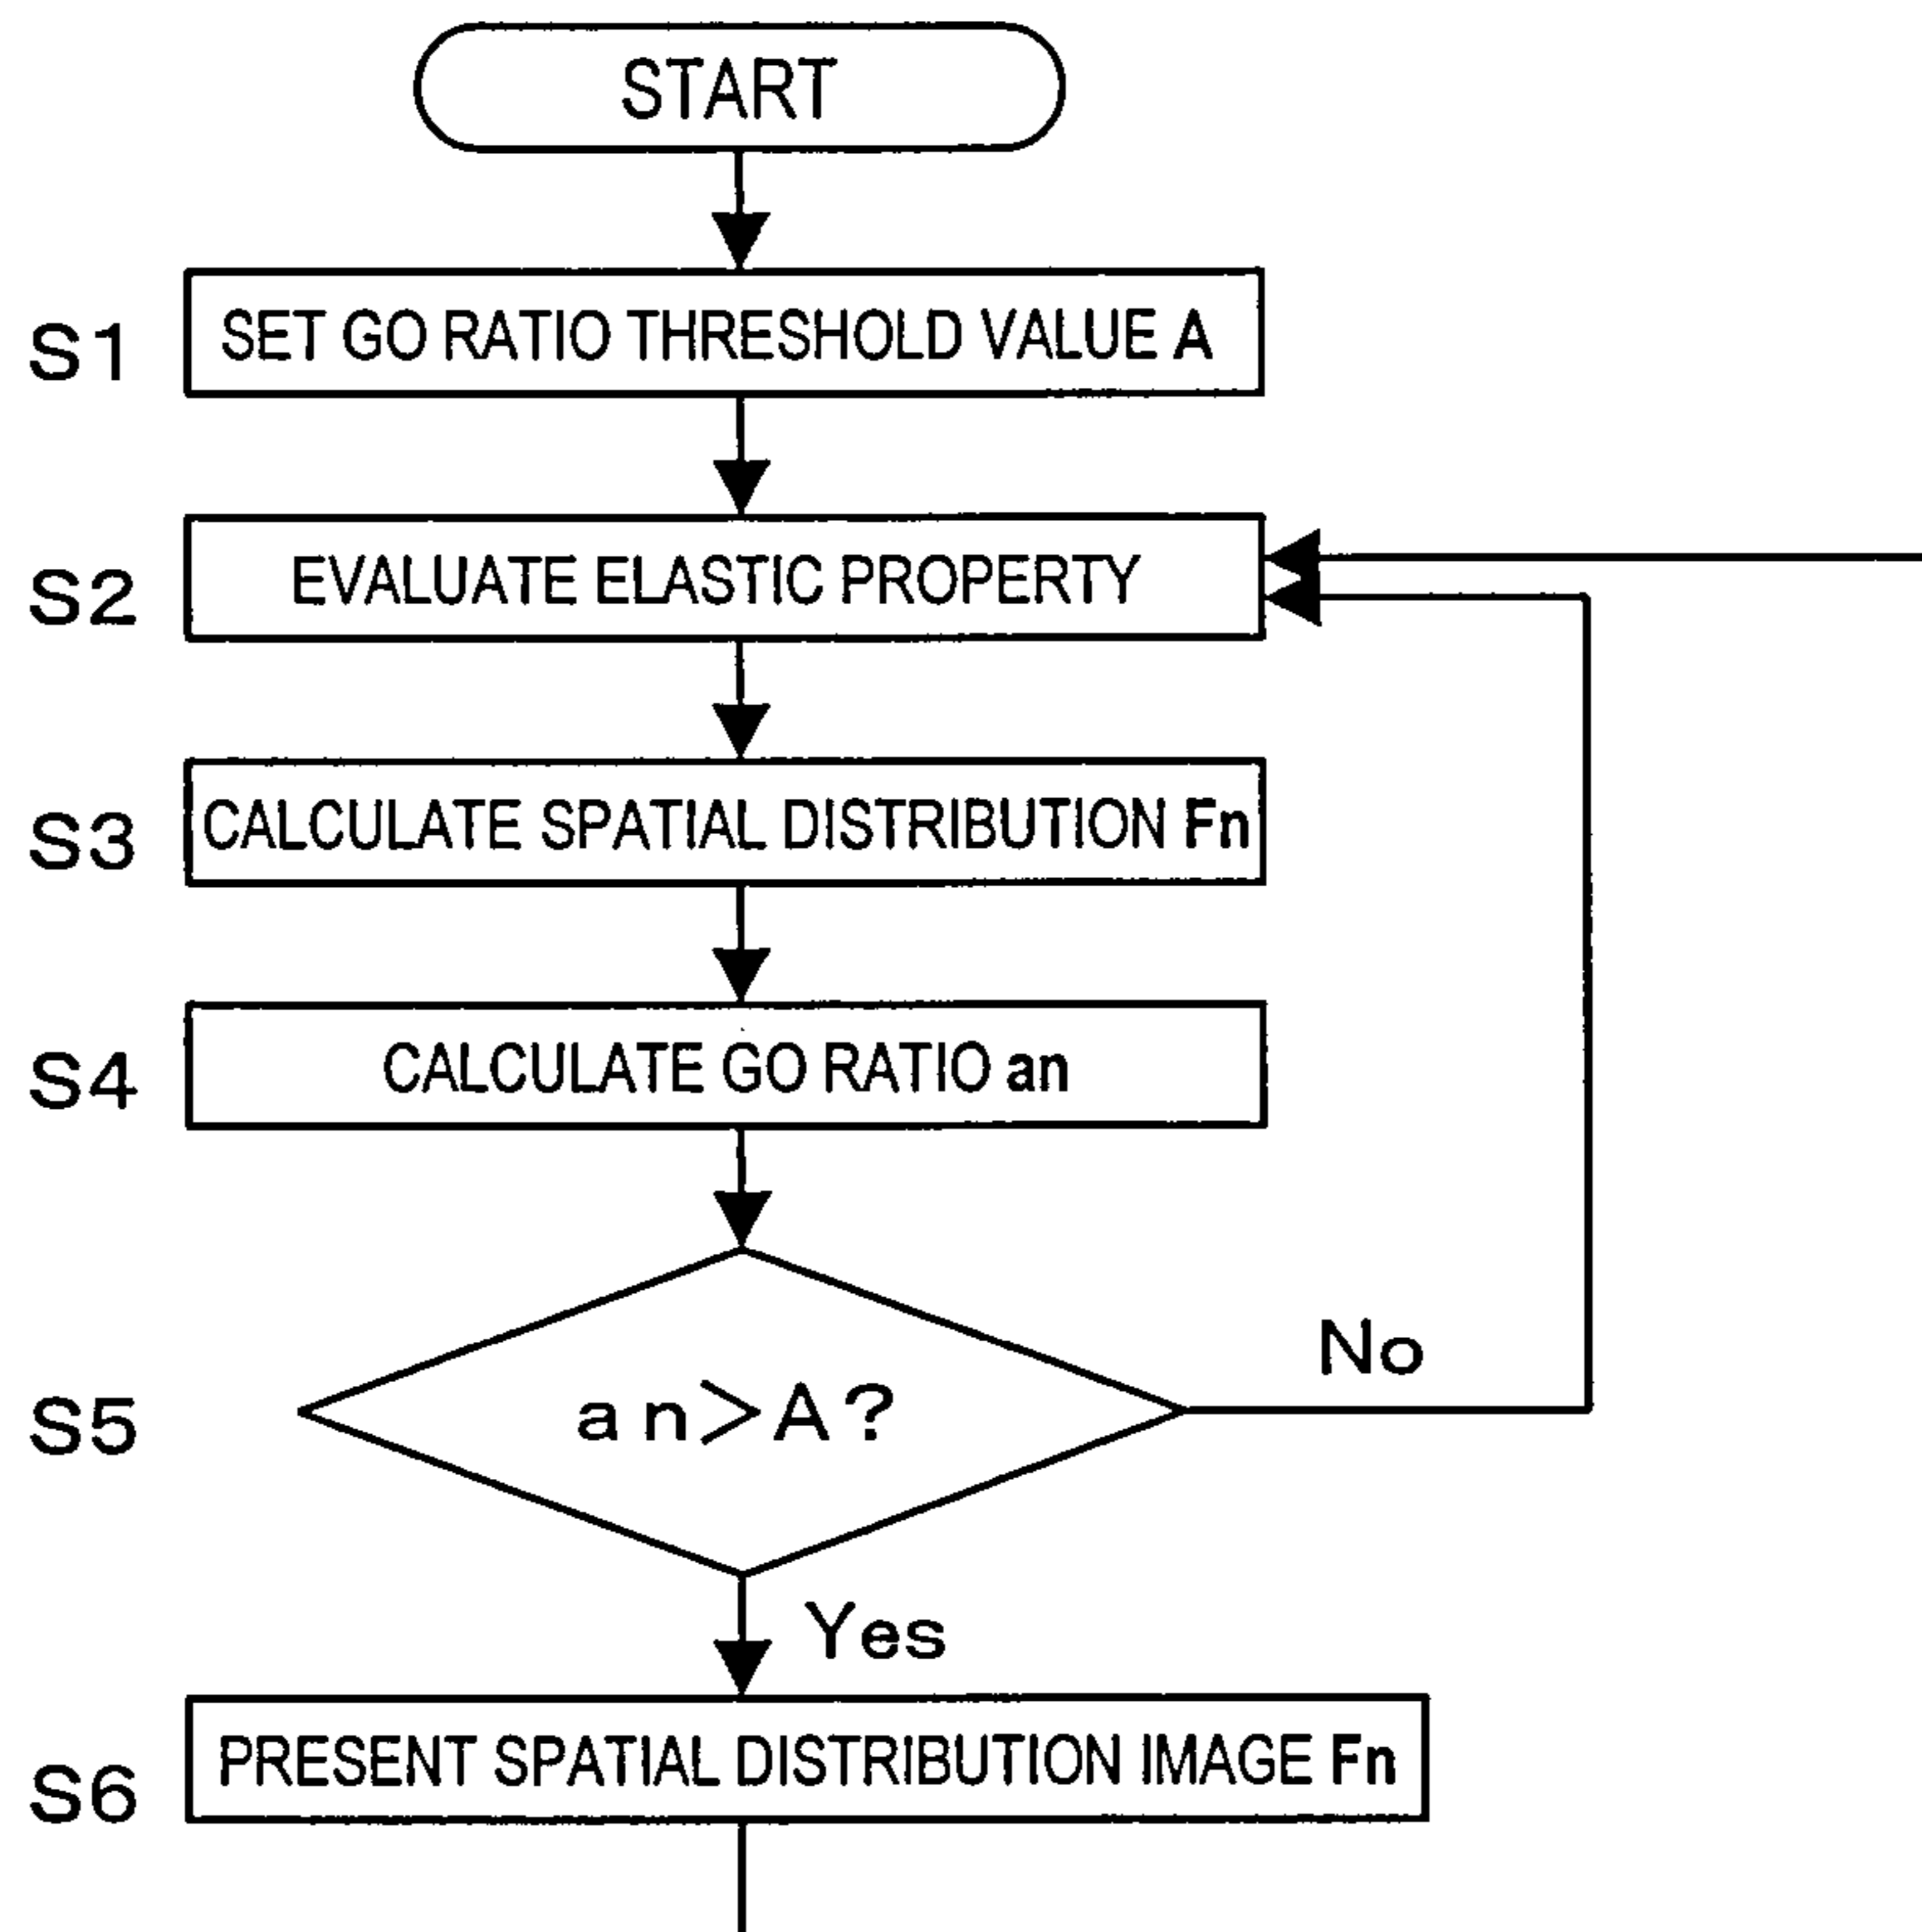 START
S1 SET GO RATIO THRESHOLD VALUE A
S2 EVALUATE ELASTIC PROPERTY
S3 CALCULATE SPATIAL DISTRIBUTION Fn
S4 CALCULATE GO RATIO an
S5 an>A?
No
Yes
S6 PRESENT SPATIAL DISTRIBUTION IMAGE Fn